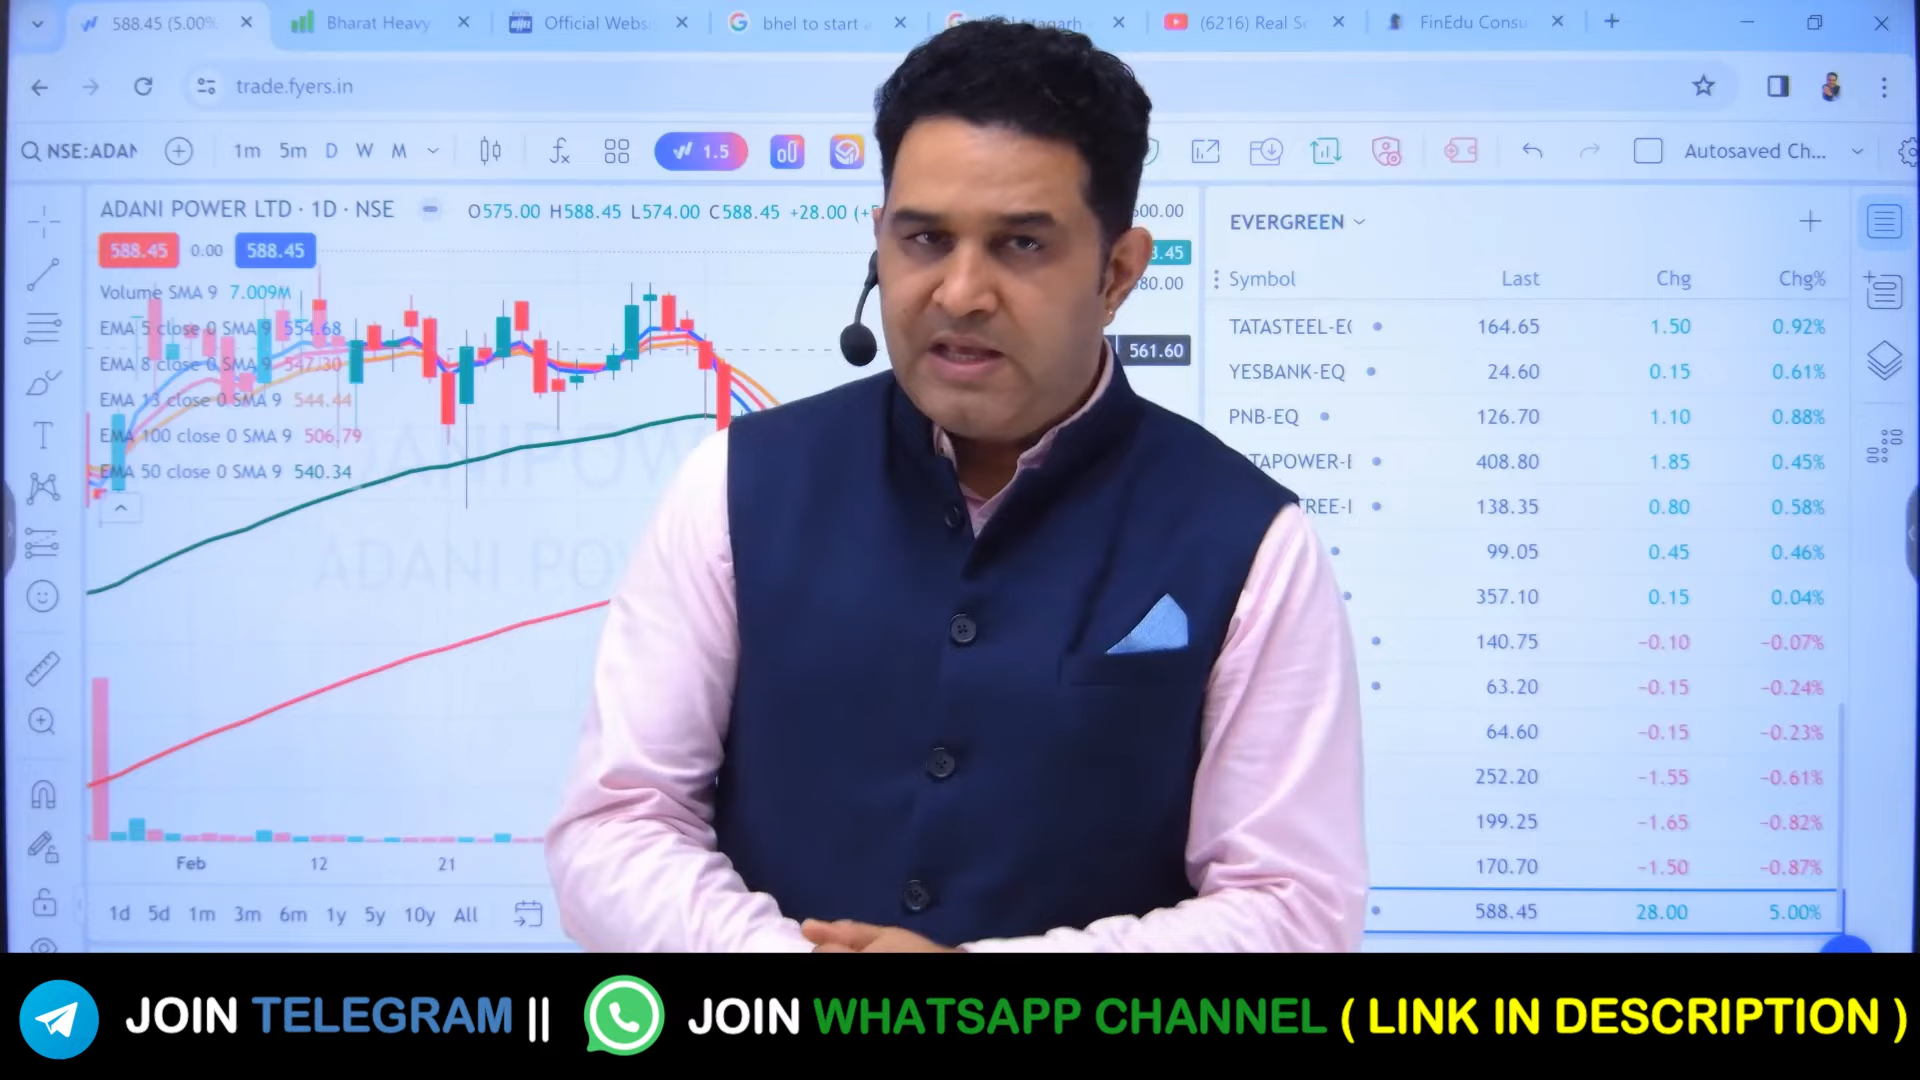 588.45 (5.00%
Bharat Heavy
Official Websi
bhel to start a
(6216) Real Se
FinEdu Consu
trade.fyers.in
NSE:ADAN
1m 5m D W M
1.5
Autosaved Ch...
ADANI POWER LTD · 1D · NSE
O575.00 H588.45 L574.00 C588.45 +28.00 (+5
588.45 0.00 588.45
Volume SMA 9 7.009M
EMA 5 close 0 SMA 9 554.68
EMA 8 close 0 SMA 9 547.30
EMA 13 close 0 SMA 9 544.44
EMA 100 close 0 SMA 9 506.79
EMA 50 close 0 SMA 9 540.34
ADANI POW
561.60
Feb 12 21
1d 5d 1m 3m 6m 1y 5y 10y All
EVERGREEN
Symbol Last Chg Chg%
TATASTEEL-EQ 164.65 1.50 0.92%
YESBANK-EQ 24.60 0.15 0.61%
PNB-EQ 126.70 1.10 0.88%
TAPOWER-E 408.80 1.85 0.45%
TREE-E 138.35 0.80 0.58%
99.05 0.45 0.46%
357.10 0.15 0.04%
140.75 −0.10 −0.07%
63.20 −0.15 −0.24%
64.60 −0.15 −0.23%
252.20 −1.55 −0.61%
199.25 −1.65 −0.82%
170.70 −1.50 −0.87%
588.45 28.00 5.00%
JOIN TELEGRAM || JOIN WHATSAPP CHANNEL ( LINK IN DESCRIPTION )